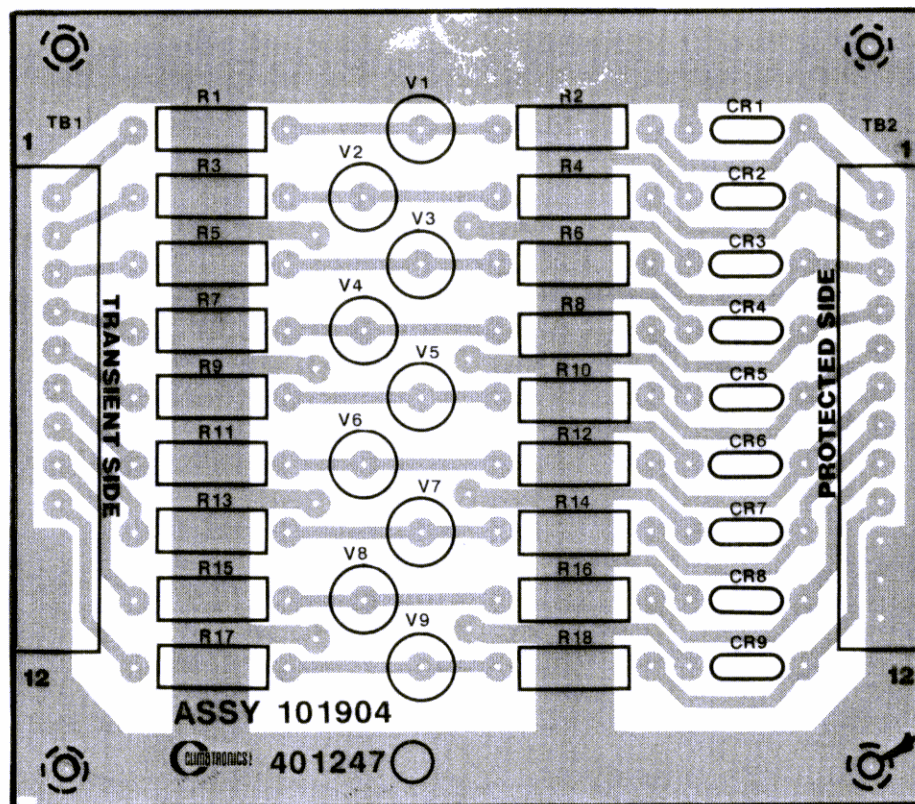 V1
R1 R2 CR1
TB1 TB2
1 1
V2
R3 R4 CR2
V3
R5 R6 CR3
V4
R7 R8 CR4
TRANSIENT SIDE
PROTECTED SIDE
V5
R9 R10 CR5
V6
R11 R12 CR6
V7
R13 R14 CR7
V8
R15 R16 CR8
V9
R17 R18 CR9
12 12
ASSY 101904
CLIMATRONICS 401247